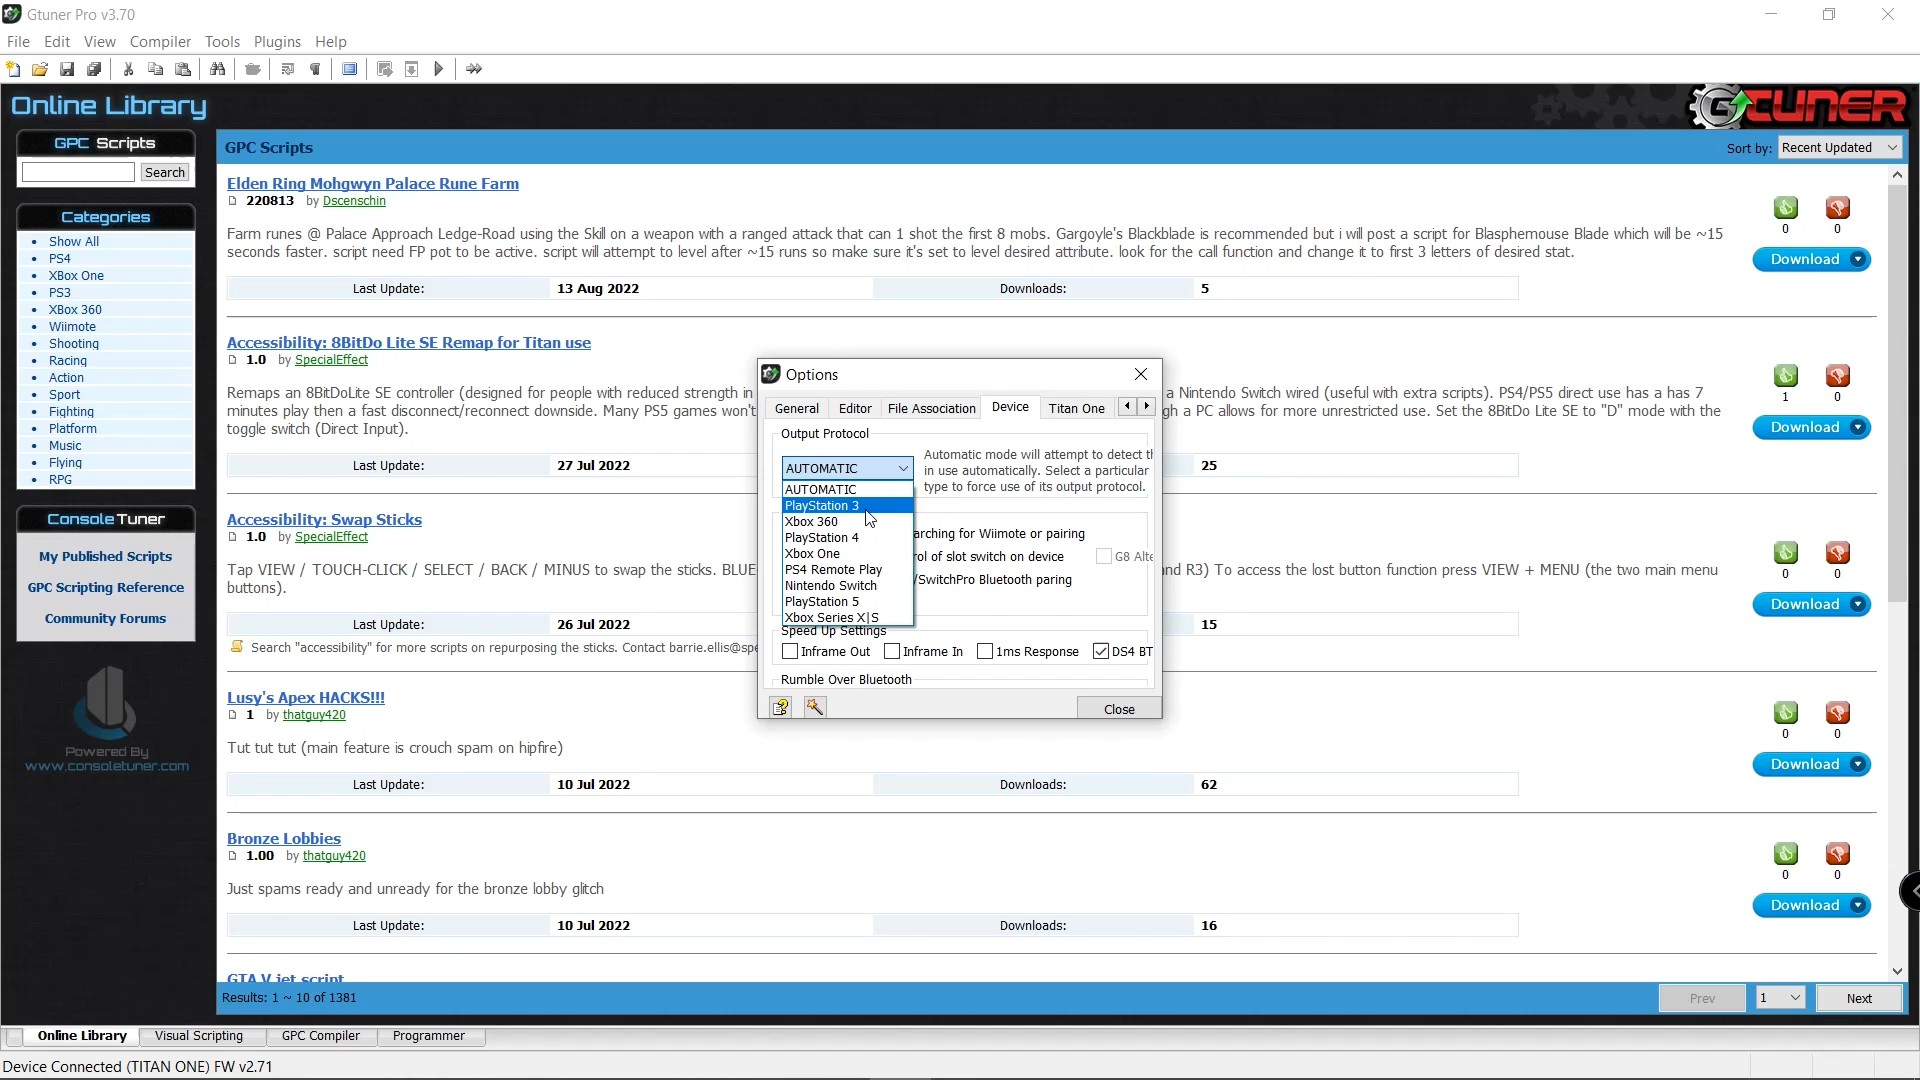 Gtuner Pro v3.70
File Edit View Compiler Tools Plugins Help
Online Library
GTUNER
GPC Scripts
Search
Categories
Show All
PS4
XBox One
PS3
XBox 360
Wiimote
Shooting
Racing
Action
Sport
Fighting
Platform
Music
Flying
RPG
ConsoleTuner
My Published Scripts
GPC Scripting Reference
Community Forums
Powered By
www.consoletuner.com
GPC Scripts
Sort by: Recent Updated
Elden Ring Mohgwyn Palace Rune Farm
220813 by Dscenschin
0 0
Farm runes @ Palace Approach Ledge-Road using the Skill on a weapon with a ranged attack that can 1 shot the first 8 mobs. Gargoyle's Blackblade is recommended but i will post a script for Blasphemouse Blade which will be ~15
seconds faster. script need FP pot to be active. script will attempt to level after ~15 runs so make sure it's set to level desired attribute. look for the call function and change it to first 3 letters of desired stat.
Download
Last Update: 13 Aug 2022 Downloads: 5
Accessibility: 8BitDo Lite SE Remap for Titan use
1.0 by SpecialEffect
Remaps an 8BitDoLite SE controller (designed for people with reduced strength in a Nintendo Switch wired (useful with extra scripts). PS4/PS5 direct use has a has 7
1 0
minutes play then a fast disconnect/reconnect downside. Many PS5 games won't gh a PC allows for more unrestricted use. Set the 8BitDo Lite SE to "D" mode with the
toggle switch (Direct Input).
Download
Last Update: 27 Jul 2022 25
Accessibility: Swap Sticks
1.0 by SpecialEffect
Tap VIEW / TOUCH-CLICK / SELECT / BACK / MINUS to swap the sticks. BLUE- and R3) To access the lost button function press VIEW + MENU (the two main menu
0 0
buttons).
Download
Last Update: 26 Jul 2022 15
Search "accessibility" for more scripts on repurposing the sticks. Contact barrie.ellis@spe
Lusy's Apex HACKS!!!
1 by thatguy420
0 0
Tut tut tut (main feature is crouch spam on hipfire)
Download
Last Update: 10 Jul 2022 Downloads: 62
Bronze Lobbies
1.00 by thatguy420
0 0
Just spams ready and unready for the bronze lobby glitch
Download
Last Update: 10 Jul 2022 Downloads: 16
GTA V jet script
Results: 1 ~ 10 of 1381
Prev 1 Next
Options
General Editor File Association Device Titan One
Output Protocol
AUTOMATIC
Automatic mode will attempt to detect th
in use automatically. Select a particular
type to force use of its output protocol.
AUTOMATIC
PlayStation 3
Xbox 360
PlayStation 4
Xbox One
PS4 Remote Play
Nintendo Switch
PlayStation 5
Xbox Series X|S
arching for Wiimote or pairing
rol of slot switch on device G8 Alte
/SwitchPro Bluetooth paring
Speed Up Settings
Inframe Out Inframe In 1ms Response DS4 BT
Rumble Over Bluetooth
Close
Online Library Visual Scripting GPC Compiler Programmer
Device Connected (TITAN ONE) FW v2.71